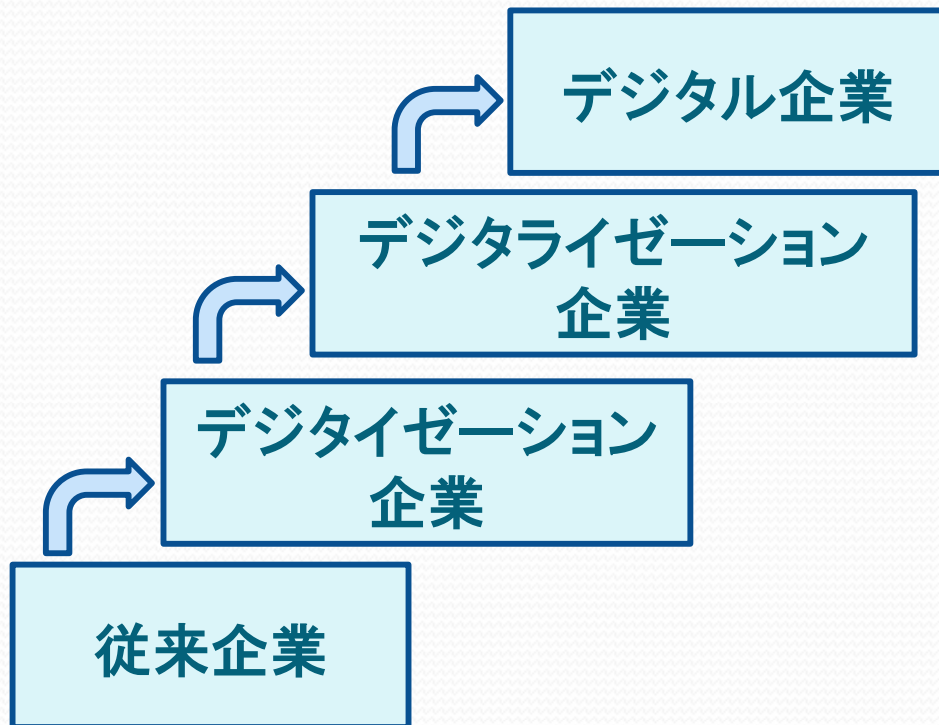 デジタル企業
デジタライゼーション
企業
デジタイゼーション
企業
従来企業